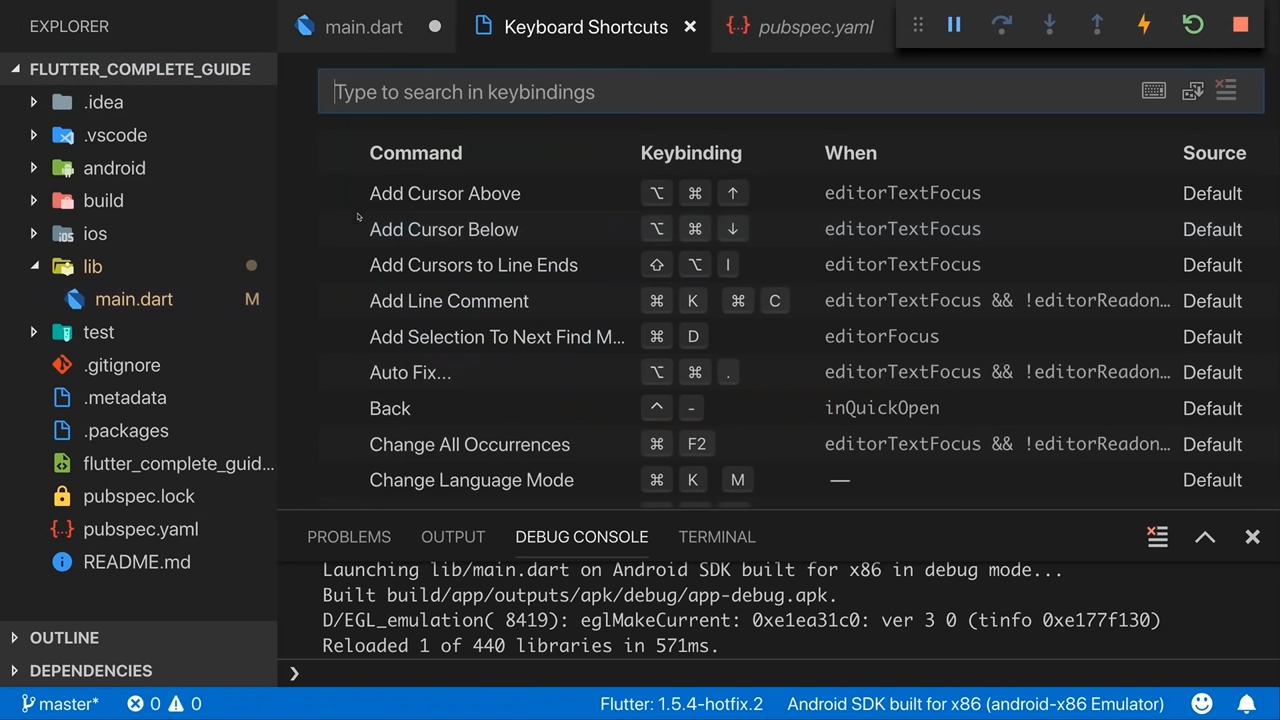 EXPLORER
FLUTTER_COMPLETE_GUIDE
.idea
.vscode
android
build
ios
lib
main.dart M
test
.gitignore
.metadata
.packages
flutter_complete_guid...
pubspec.lock
pubspec.yaml
README.md
OUTLINE
DEPENDENCIES
main.dart
Keyboard Shortcuts
pubspec.yaml
Type to search in keybindings
Command Keybinding When Source
Add Cursor Above ⌥ ⌘ ↑ editorTextFocus Default
Add Cursor Below ⌥ ⌘ ↓ editorTextFocus Default
Add Cursors to Line Ends ⇧ ⌥ I editorTextFocus Default
Add Line Comment ⌘ K ⌘ C editorTextFocus && !editorReadon... Default
Add Selection To Next Find M... ⌘ D editorFocus Default
Auto Fix... ⌥ ⌘ . editorTextFocus && !editorReadon... Default
Back ^ - inQuickOpen Default
Change All Occurrences ⌘ F2 editorTextFocus && !editorReadon... Default
Change Language Mode ⌘ K M — Default
PROBLEMS OUTPUT DEBUG CONSOLE TERMINAL
Launching lib/main.dart on Android SDK built for x86 in debug mode...
Built build/app/outputs/apk/debug/app-debug.apk.
D/EGL_emulation( 8419): eglMakeCurrent: 0xe1ea31c0: ver 3 0 (tinfo 0xe177f130)
Reloaded 1 of 440 libraries in 571ms.
master* 0 0 Flutter: 1.5.4-hotfix.2 Android SDK built for x86 (android-x86 Emulator)